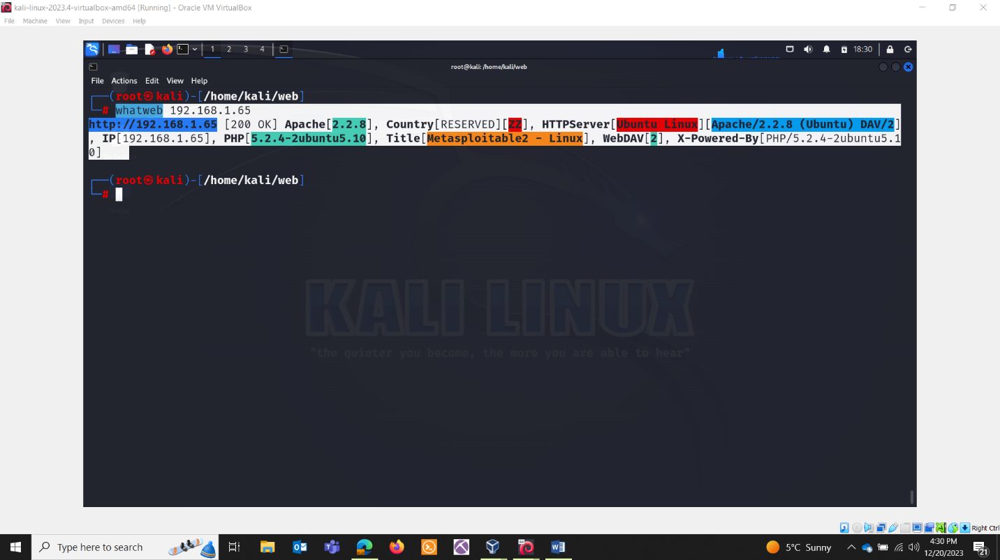 kali-linux-2023.4-virtualbox-amd64 [Running] - Oracle VM VirtualBox
File Machine View Input Devices Help
1 2 3 4
18:30
root@kali: /home/kali/web
File Actions Edit View Help
┌──(root㉿kali)-[/home/kali/web]
└─# whatweb 192.168.1.65
http://192.168.1.65 [200 OK] Apache[2.2.8], Country[RESERVED][ZZ], HTTPServer[Ubuntu Linux][Apache/2.2.8 (Ubuntu) DAV/2]
, IP[192.168.1.65], PHP[5.2.4-2ubuntu5.10], Title[Metasploitable2 - Linux], WebDAV[2], X-Powered-By[PHP/5.2.4-2ubuntu5.1
0]
┌──(root㉿kali)-[/home/kali/web]
└─#
KALI LINUX
"the quieter you become, the more you are able to hear"
Right Ctrl
Type here to search
5°C Sunny
4:30 PM
12/20/2023
21